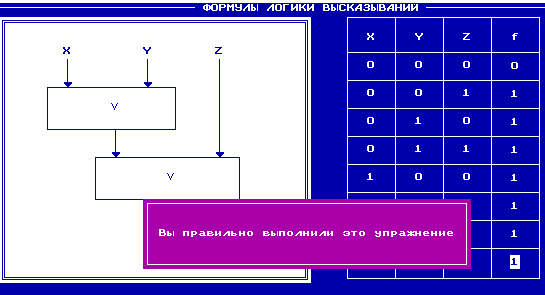 ФОРМУЛЫ ЛОГИКИ ВЫСКАЗЫВАНИЙ
X Y Z
V
V
X Y Z f
0 0 0 0
0 0 1 1
0 1 0 1
0 1 1 1
1 0 0 1
1
1
1
Вы правильно выполнили это упражнение